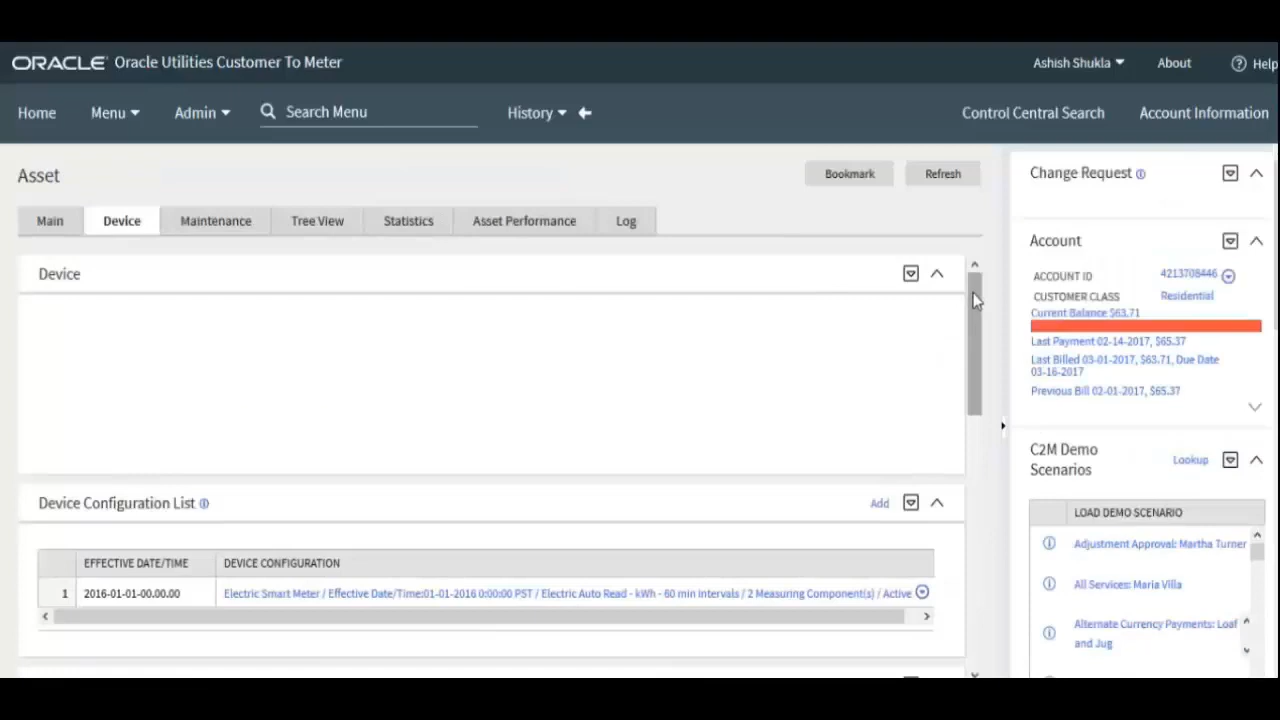 ORACLE Oracle Utilities Customer To Meter
Ashish Shukla About Help
Home Menu Admin Search Menu History Control Central Search Account Information
Asset
Bookmark Refresh
Main Device Maintenance Tree View Statistics Asset Performance Log
Device
Device Configuration List
Add
EFFECTIVE DATE/TIME DEVICE CONFIGURATION
1 2016-01-01-00.00.00 Electric Smart Meter / Effective Date/Time:01-01-2016 0:00:00 PST / Electric Auto Read - kWh - 60 min intervals / 2 Measuring Component(s) / Active
Change Request
Account
ACCOUNT ID 4213708446
CUSTOMER CLASS Residential
Current Balance $63.71
Last Payment 02-14-2017, $65.37
Last Billed 03-01-2017, $63.71, Due Date
03-16-2017
Previous Bill 02-01-2017, $65.37
C2M Demo
Scenarios
Lookup
LOAD DEMO SCENARIO
Adjustment Approval: Martha Turner
All Services: Maria Villa
Alternate Currency Payments: Loaf
and Jug